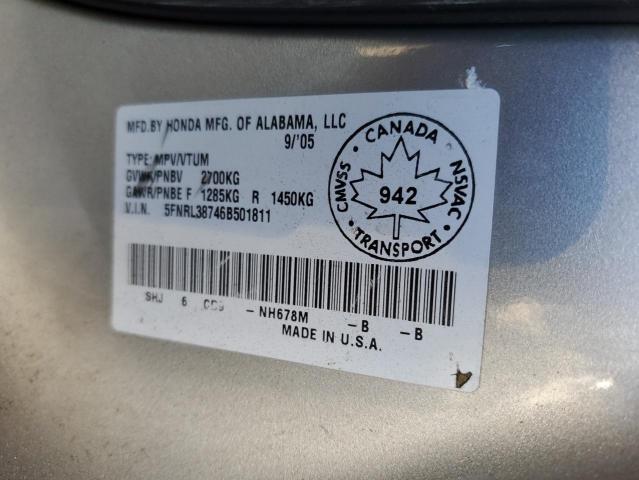 MFD.BY HONDA MFG. OF ALABAMA, LLC
9/'05
TYPE: MPV/VTUM
GVWR/PNBV 2700KG
GAWR/PNBE F 1285KG R 1450KG
V.I.N. 5FNRL38746B501811
CANADA
CMVSS NSVAC
942
TRANSPORT
SHJ 6 -NH678M -B -B
MADE IN U.S.A.